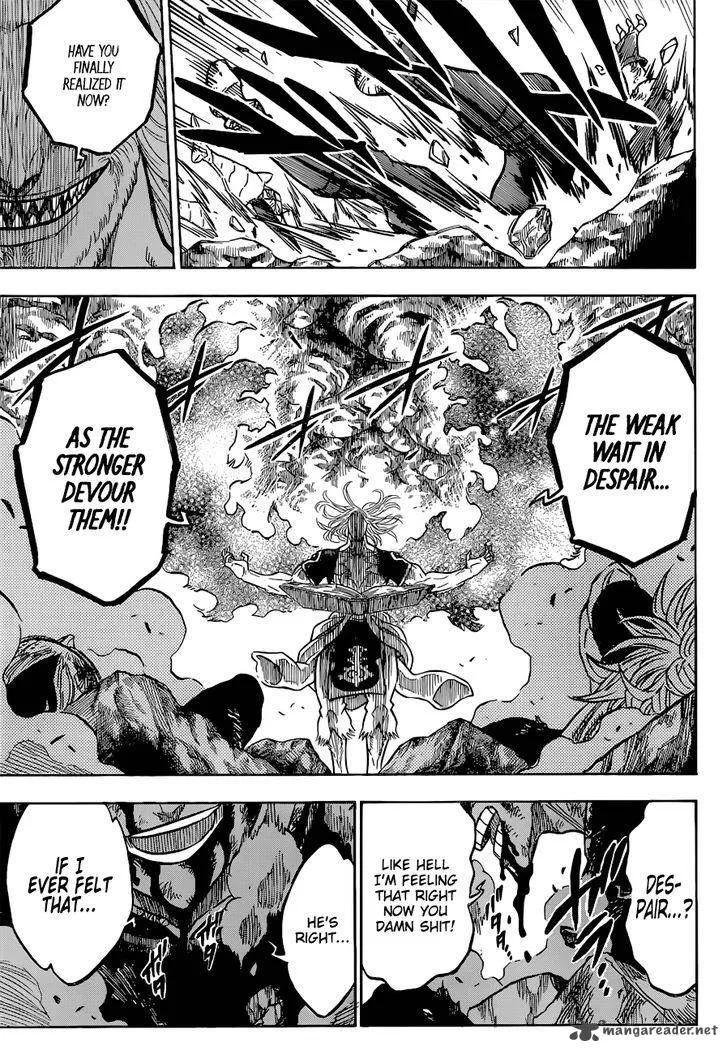 HAVE YOU
FINALLY
REALIZED IT
NOW?
THE WEAK
WAIT IN
DESPAIR...
AS THE
STRONGER
DEVOUR
THEM!!
DES-
PAIR...?
LIKE HELL
I'M FEELING
THAT RIGHT
NOW YOU
DAMN SHIT!
HE'S
RIGHT...
IF I
EVER FELT
THAT...
mangareader.net